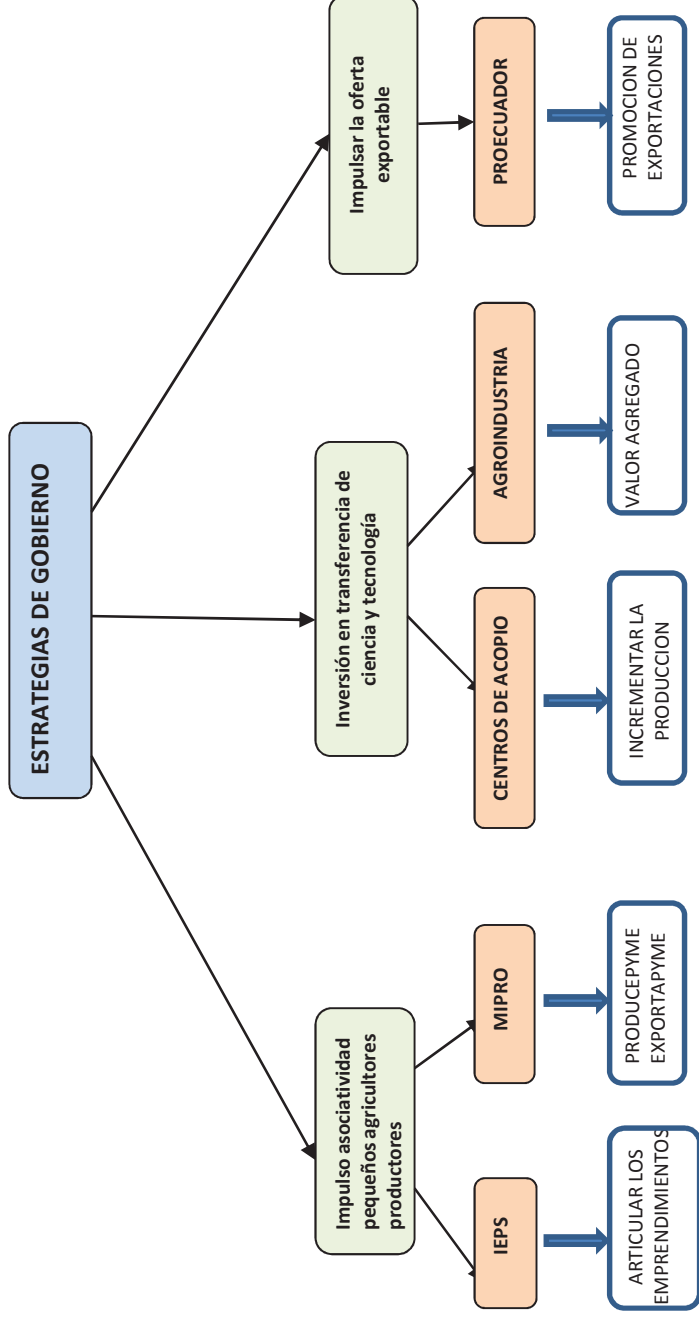 ESTRATEGIAS DE GOBIERNO
Impulso asociatividad
pequeños agricultores
productores
Inversión en transferencia de
ciencia y tecnología
Impulsar la oferta
exportable
IEPS
MIPRO
CENTROS DE ACOPIO
AGROINDUSTRIA
PROECUADOR
ARTICULAR LOS
EMPRENDIMIENTOS
PRODUCEPYME
EXPORTAPYME
INCREMENTAR LA
PRODUCCION
VALOR AGREGADO
PROMOCION DE
EXPORTACIONES